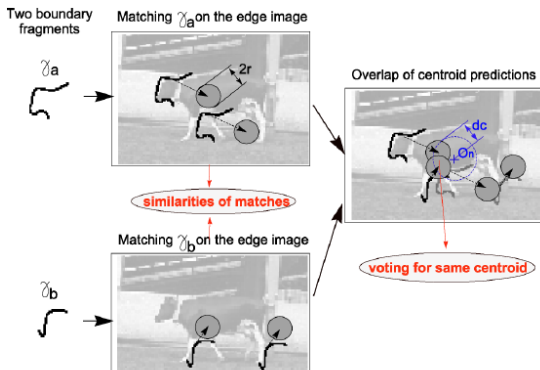 Two boundary
fragments
γa
Matching γa on the edge image
2r
similarities of matches
Matching γb on the edge image
γb
Overlap of centroid predictions
dc
On
voting for same centroid